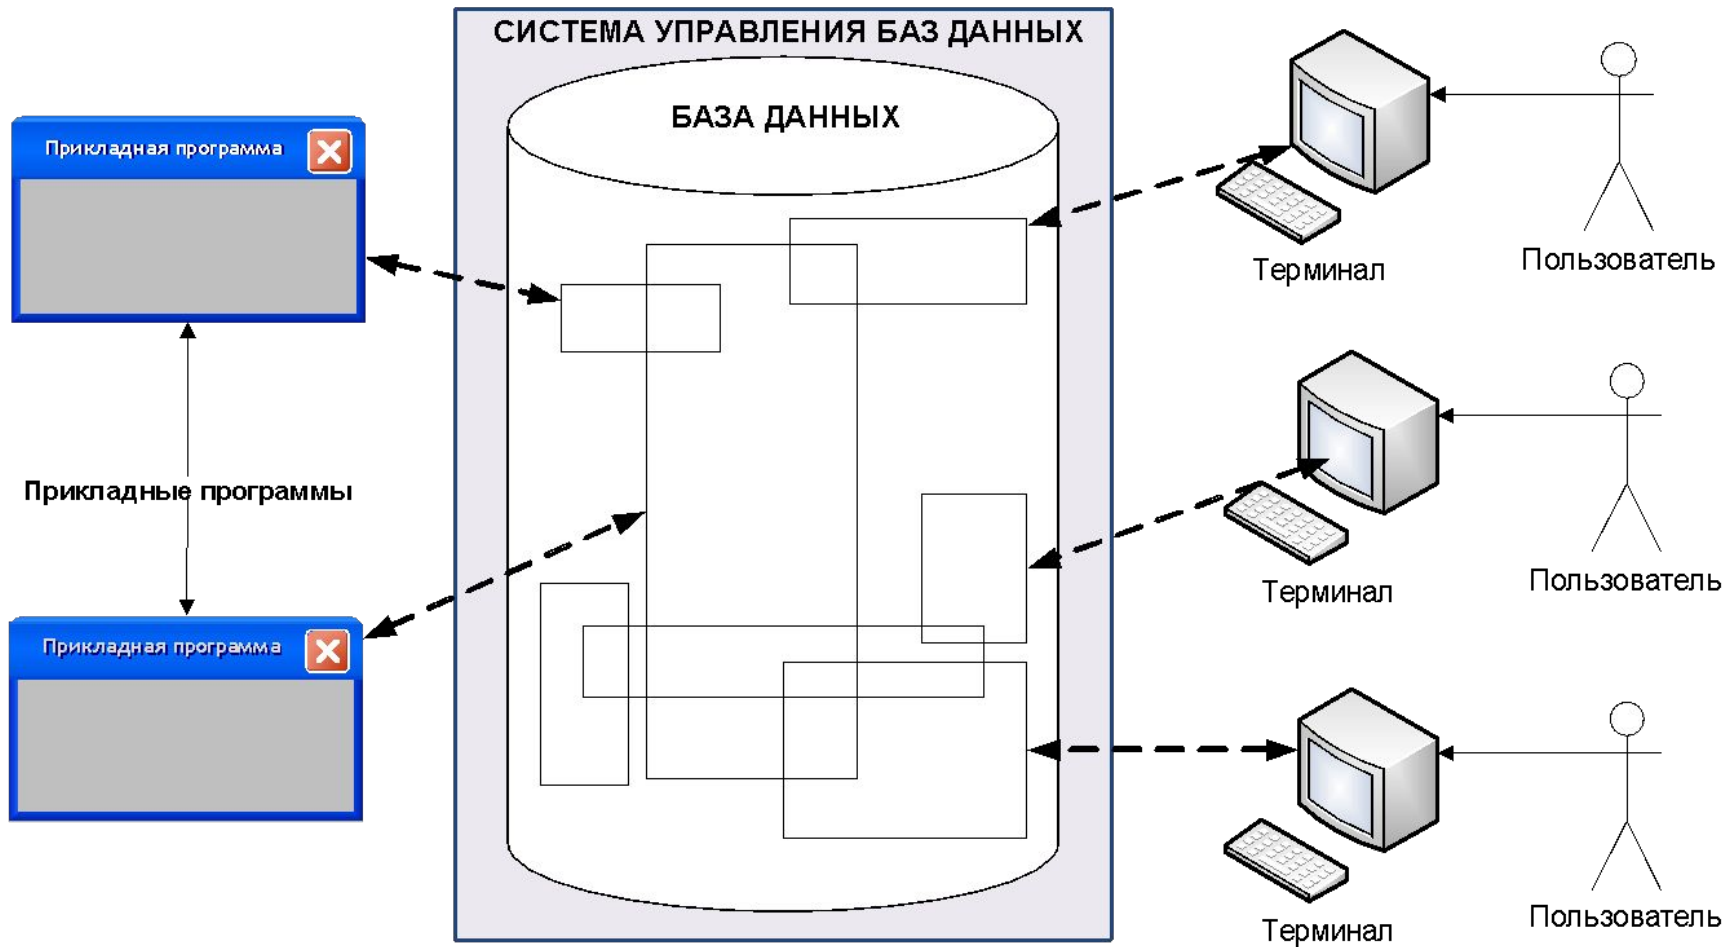 СИСТЕМА УПРАВЛЕНИЯ БАЗ ДАННЫХ
БАЗА ДАННЫХ
Прикладная программа
Прикладные программы
Прикладная программа
Терминал
Пользователь
Терминал
Пользователь
Терминал
Пользователь